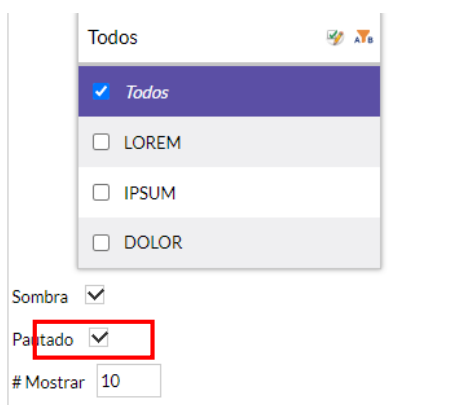 Todos
Todos
LOREM
IPSUM
DOLOR
Sombra
Pautado
# Mostrar 10